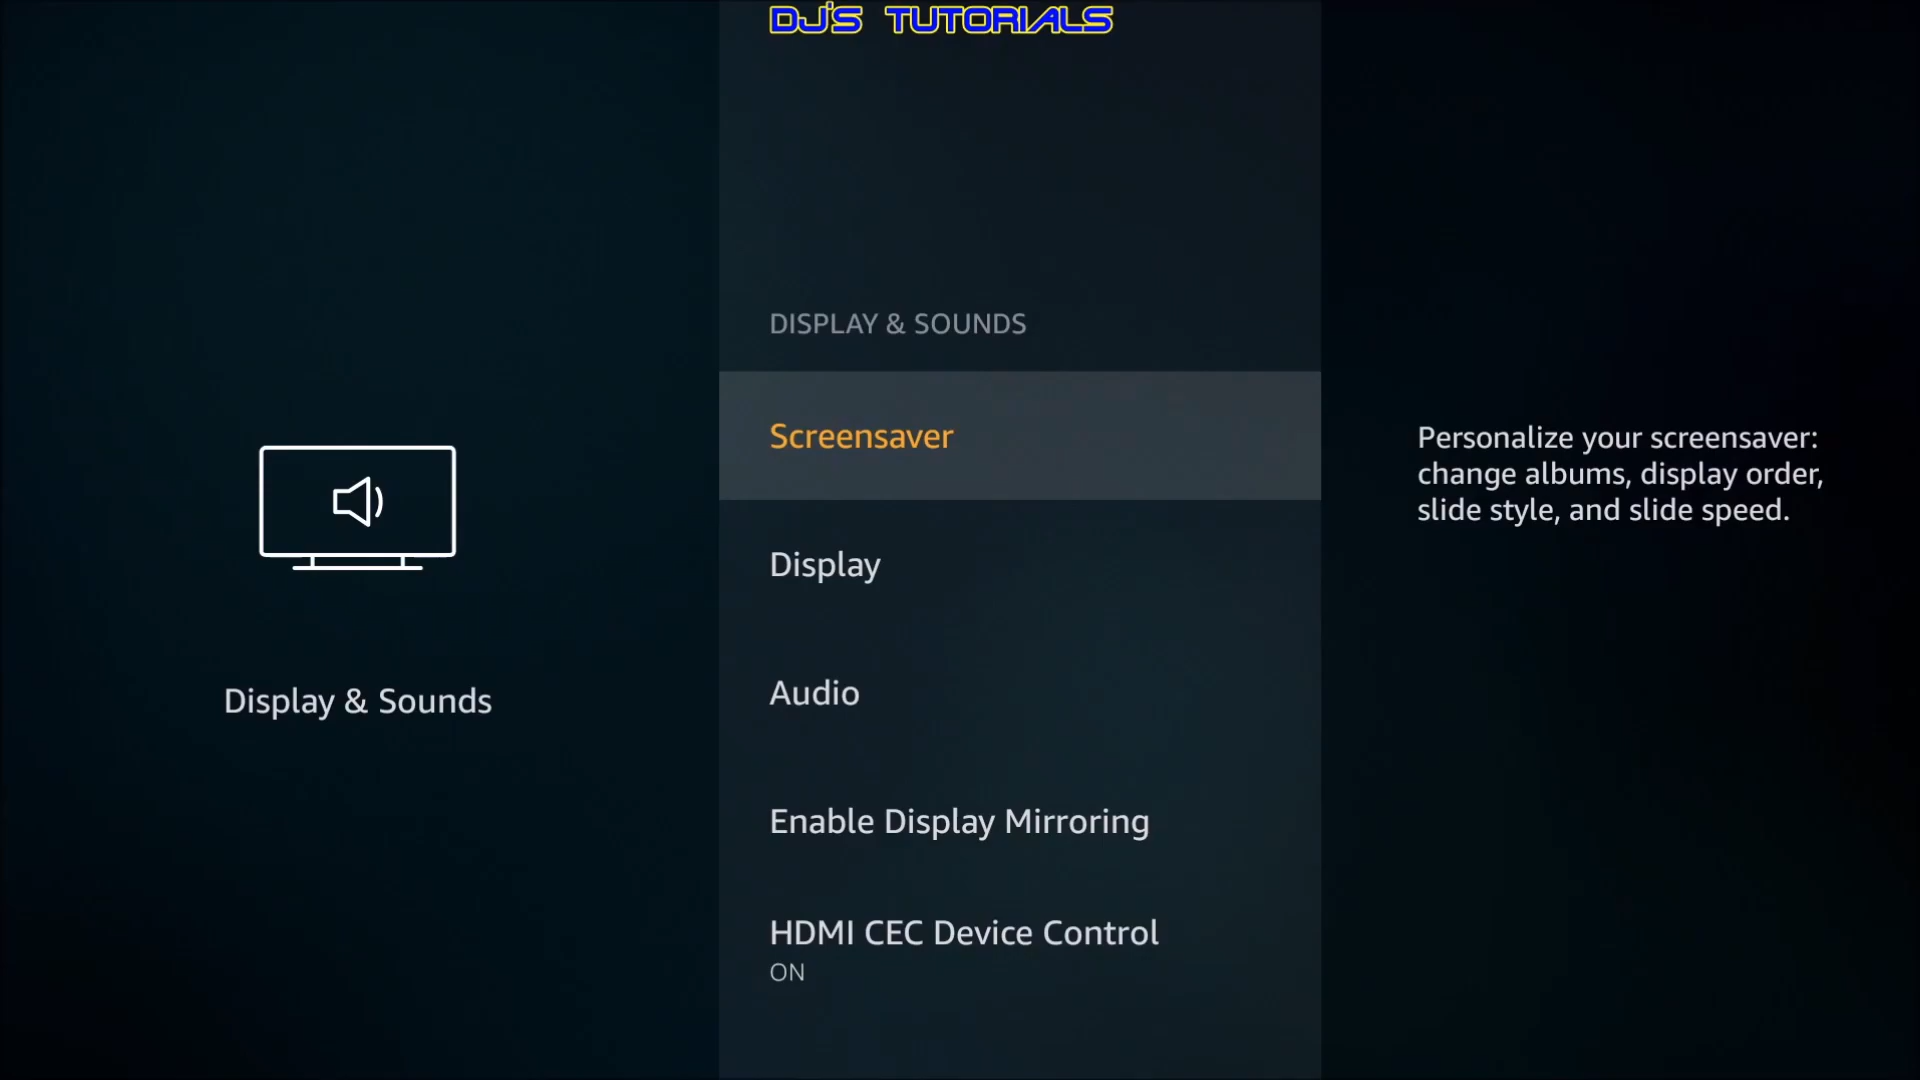 DJ'S TUTORIALS
DISPLAY & SOUNDS
Screensaver
Display
Audio
Enable Display Mirroring
HDMI CEC Device Control
ON
Display & Sounds
Personalize your screensaver:
change albums, display order,
slide style, and slide speed.